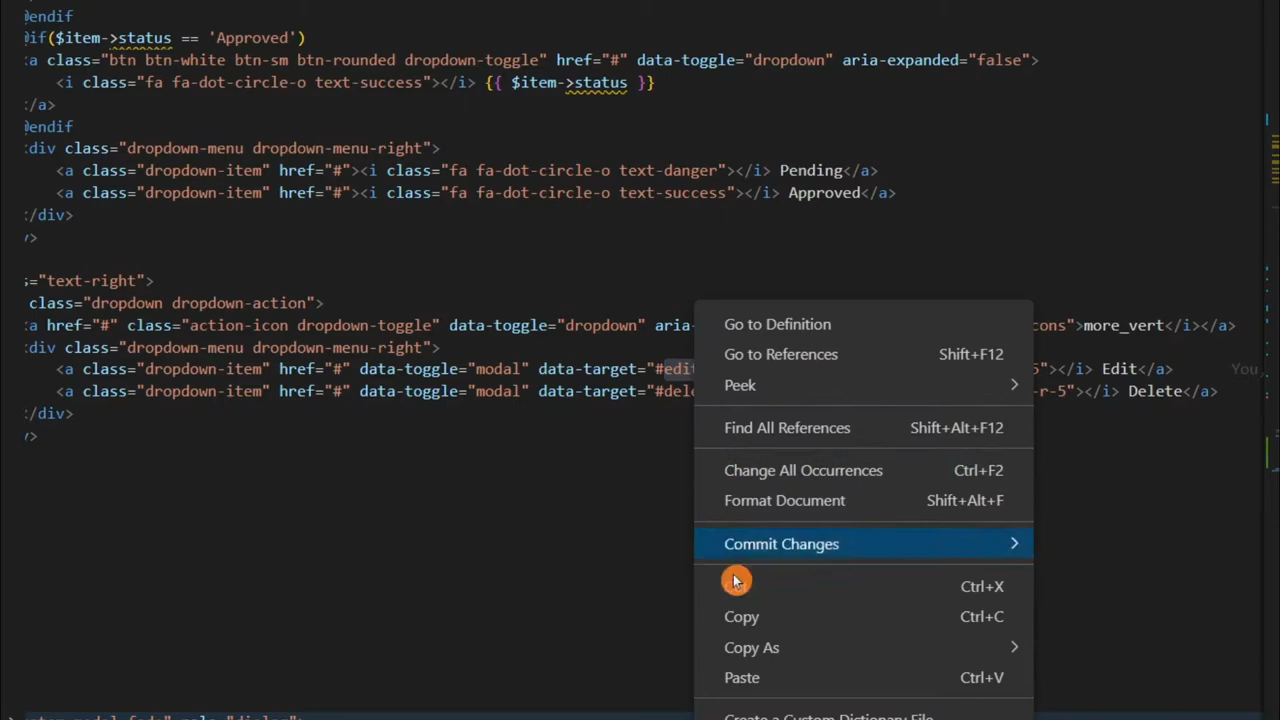 @endif
@if($item->status == 'Approved')
a class="btn btn-white btn-sm btn-rounded dropdown-toggle" href="#" data-toggle="dropdown" aria-expanded="false">
<i class="fa fa-dot-circle-o text-success"></i> {{ $item->status }}
</a>
@endif
div class="dropdown-menu dropdown-menu-right">
<a class="dropdown-item" href="#"><i class="fa fa-dot-circle-o text-danger"></i> Pending</a>
<a class="dropdown-item" href="#"><i class="fa fa-dot-circle-o text-success"></i> Approved</a>
/div>
>
="text-right">
class="dropdown dropdown-action">
a href="#" class="action-icon dropdown-toggle" data-toggle="dropdown" aria- cons">more_vert</i></a>
div class="dropdown-menu dropdown-menu-right">
<a class="dropdown-item" href="#" data-toggle="modal" data-target="#edit 5"></i> Edit</a> You
<a class="dropdown-item" href="#" data-toggle="modal" data-target="#dele -r-5"></i> Delete</a>
/div>
>
Go to Definition
Go to References Shift+F12
Peek
Find All References Shift+Alt+F12
Change All Occurrences Ctrl+F2
Format Document Shift+Alt+F
Commit Changes
Ctrl+X
Copy Ctrl+C
Copy As
Paste Ctrl+V
Create a Custom Dictionary File